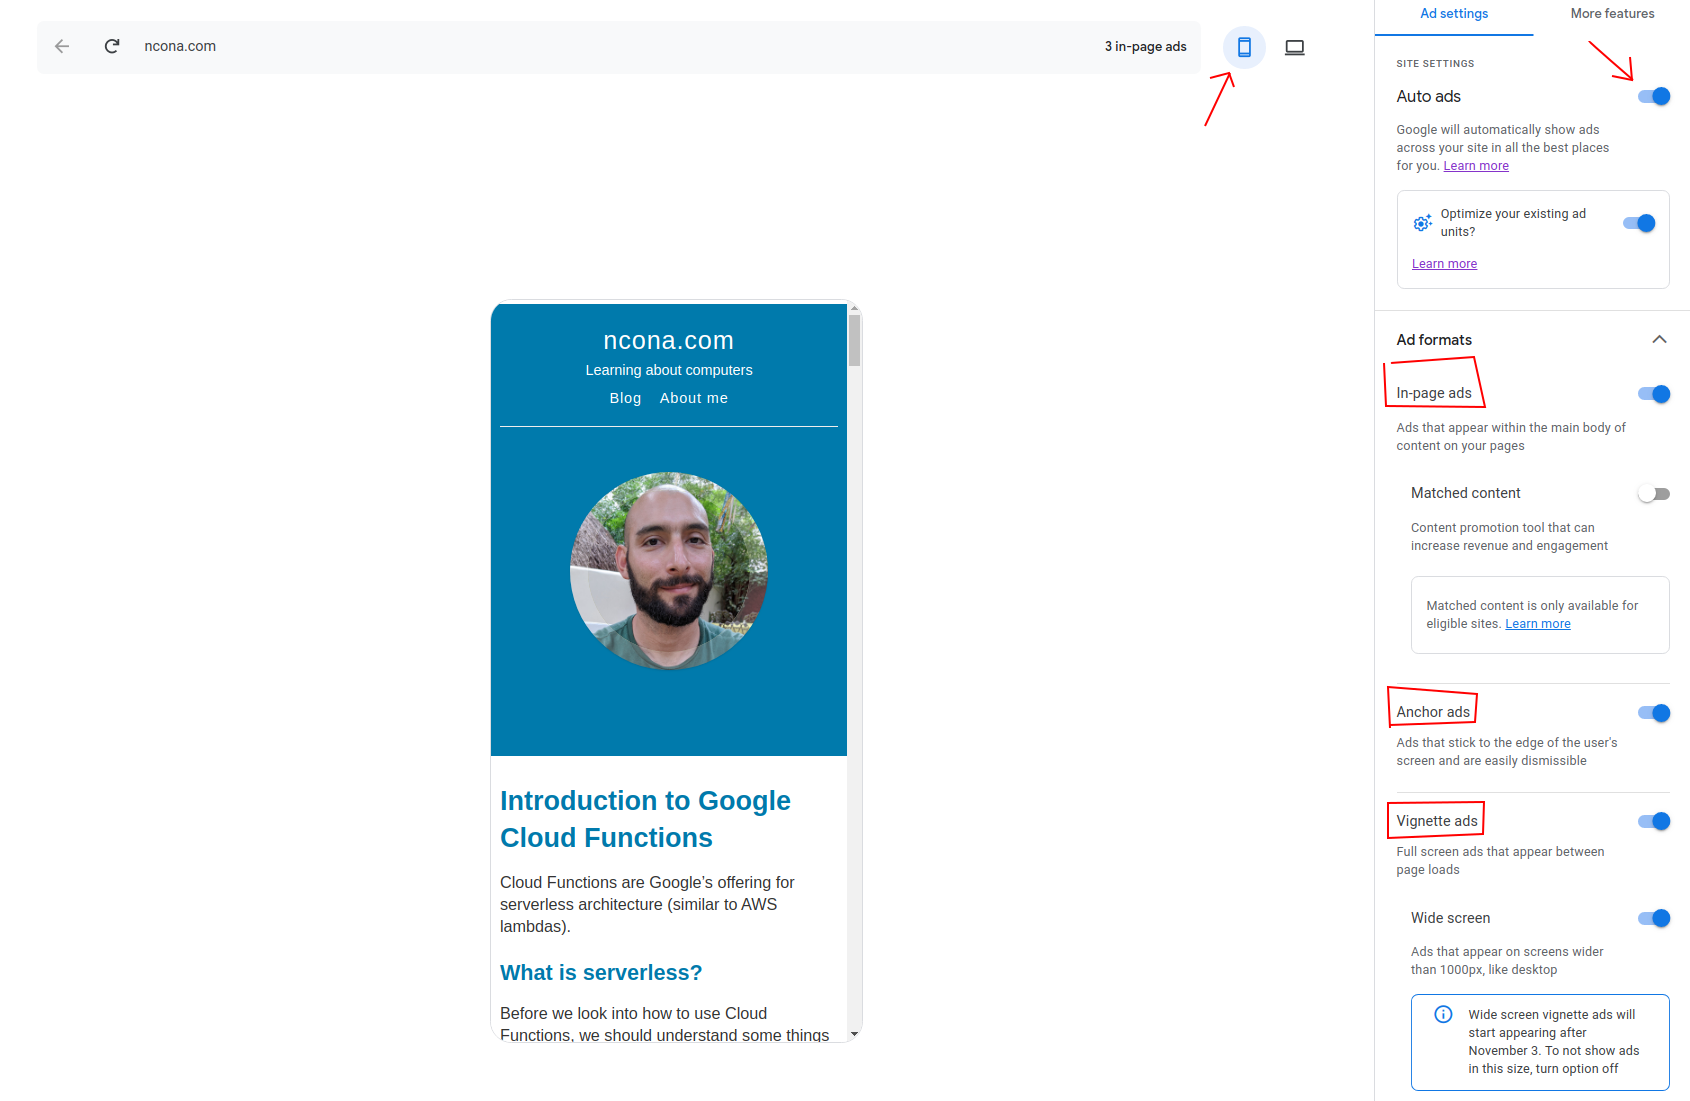 ncona.com
3 in-page ads
ncona.com
Learning about computers
Blog About me
Introduction to Google
Cloud Functions
Cloud Functions are Google’s offering for
serverless architecture (similar to AWS
lambdas).
What is serverless?
Before we look into how to use Cloud
Functions, we should understand some things
Ad settings
More features
SITE SETTINGS
Auto ads
Google will automatically show ads
across your site in all the best places
for you. Learn more
Optimize your existing ad
units?
Learn more
Ad formats
In-page ads
Ads that appear within the main body of
content on your pages
Matched content
Content promotion tool that can
increase revenue and engagement
Matched content is only available for
eligible sites. Learn more
Anchor ads
Ads that stick to the edge of the user's
screen and are easily dismissible
Vignette ads
Full screen ads that appear between
page loads
Wide screen
Ads that appear on screens wider
than 1000px, like desktop
Wide screen vignette ads will
start appearing after
November 3. To not show ads
in this size, turn option off